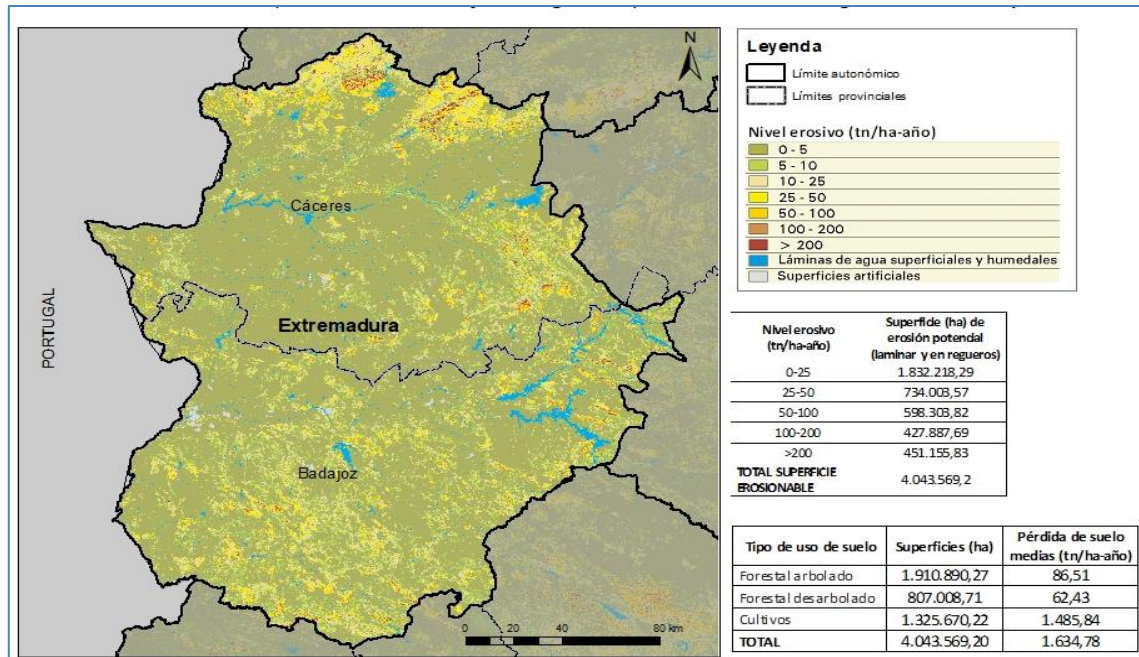 N
PORTUGAL
Cáceres
Extremadura
Badajoz
0 20 40 80 km
Leyenda
Límite autonómico
Límites provinciales
Nivel erosivo (tn/ha-año)
0 - 5
5 - 10
10 - 25
25 - 50
50 - 100
100 - 200
> 200
Láminas de agua superficiales y humedales
Superficies artificiales
Nivel erosivo
(tn/ha-año)
Superficie (ha) de
erosión potencial
(laminar y en regueros)
0-25 1.832.218,29
25-50 734.003,57
50-100 598.303,82
100-200 427.887,69
>200 451.155,83
TOTAL SUPERFICIE
EROSIONABLE
4.043.569,2
Tipo de uso de suelo Superficies (ha) Pérdida de suelo
medias (tn/ha-año)
Forestal arbolado 1.910.890,27 86,51
Forestal desarbolado 807.008,71 62,43
Cultivos 1.325.670,22 1.485,84
TOTAL 4.043.569,20 1.634,78